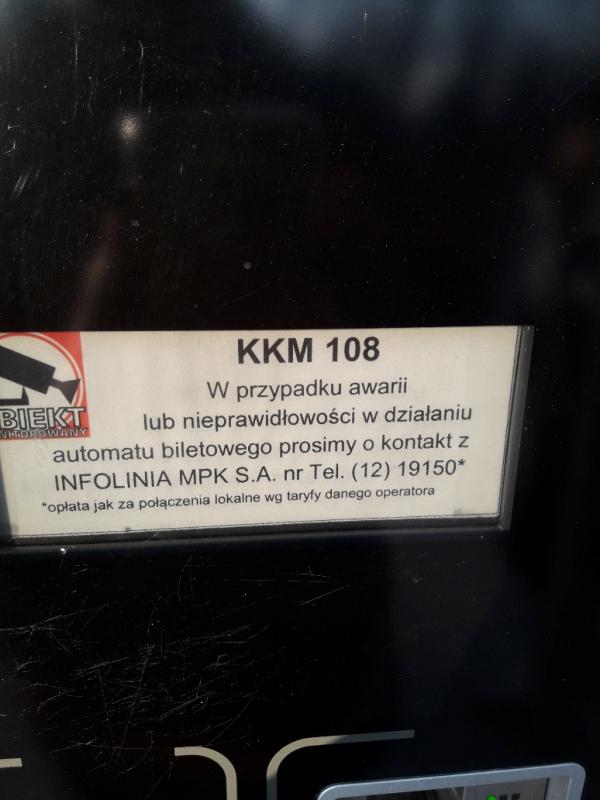 KKM 108
W przypadku awarii
lub nieprawidłowości w działaniu
automatu biletowego prosimy o kontakt z
INFOLINIA MPK S.A. nr Tel. (12) 19150*
*opłata jak za połączenia lokalne wg taryfy danego operatora
BIEKT
NITOROWANY